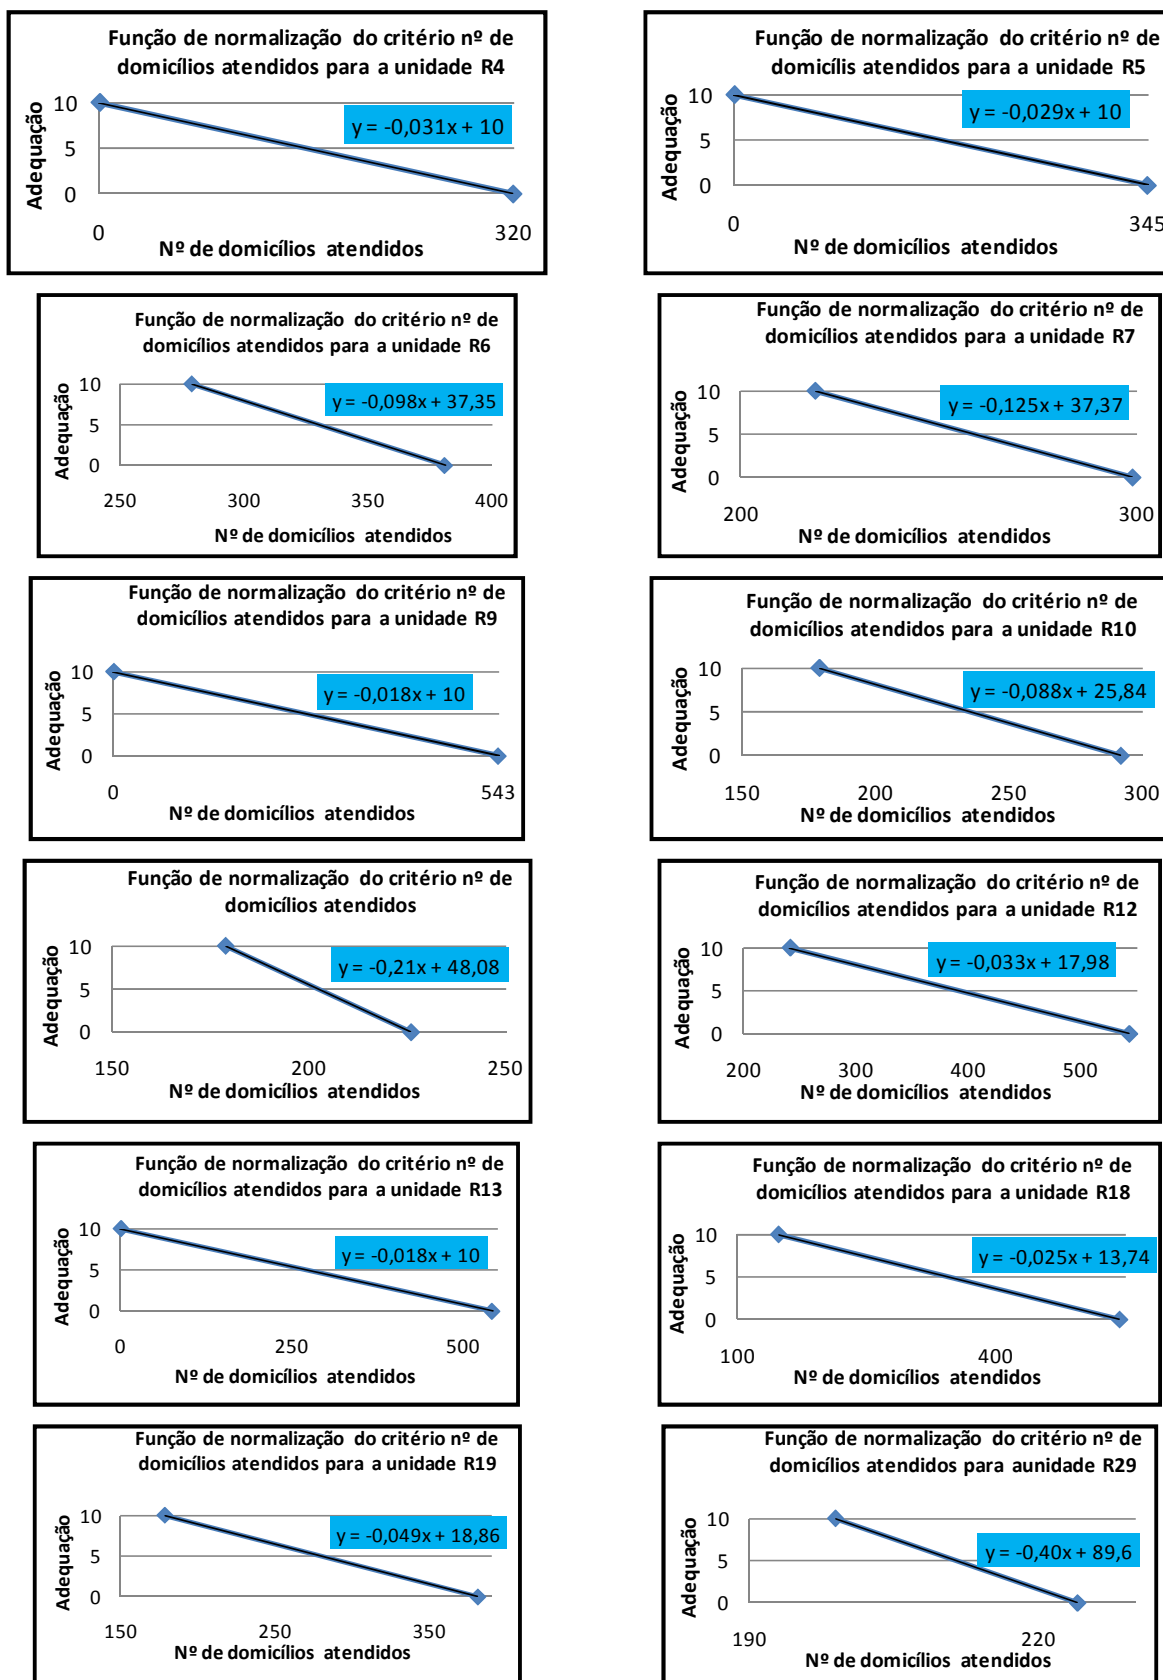 Função de normalização do critério nº de
domicílios atendidos para a unidade R4
10
y = -0,031x + 10
5
0
Adequação
0
320
Nº de domicílios atendidos
Função de normalização do critério nº de
domicílis atendidos para a unidade R5
10
y = -0,029x + 10
5
0
Adequação
0
345
Nº de domicílios atendidos
Função de normalização do critério nº de
domicílios atendidos para a unidade R6
10
y = -0,098x + 37,35
5
0
Adequação
250
300
350
400
Nº de domicílios atendidos
Função de normalização do critério nº de
domicílios atendidos para a unidade R7
10
y = -0,125x + 37,37
5
0
Adequação
200
300
Nº de domicílios atendidos
Função de normalização do critério nº de
domicílios atendidos para a unidade R9
10
y = -0,018x + 10
5
0
Adequação
0
543
Nº de domicílios atendidos
Função de normalização do critério nº de
domicílios atendidos para a unidade R10
10
y = -0,088x + 25,84
5
0
Adequação
150
200
250
300
Nº de domicílios atendidos
Função de normalização do critério nº de
domicílios atendidos
10
y = -0,21x + 48,08
5
0
Adequação
150
200
250
Nº de domicílios atendidos
Função de normalização do critério nº de
domicílios atendidos para a unidade R12
10
y = -0,033x + 17,98
5
0
Adequação
200
300
400
500
Nº de domicílios atendidos
Função de normalização do critério nº de
domicílios atendidos para a unidade R13
10
y = -0,018x + 10
5
0
Adequação
0
250
500
Nº de domicílios atendidos
Função de normalização do critério nº de
domicílios atendidos para a unidade R18
10
y = -0,025x + 13,74
5
0
Adequação
100
400
Nº de domicílios atendidos
Função de normalização do critério nº de
domicílios atendidos para a unidade R19
10
y = -0,049x + 18,86
5
0
Adequação
150
250
350
Nº de domicílios atendidos
Função de normalização do critério nº de
domicílios atendidos para aunidade R29
10
y = -0,40x + 89,6
5
0
Adequação
190
220
Nº de domicílios atendidos